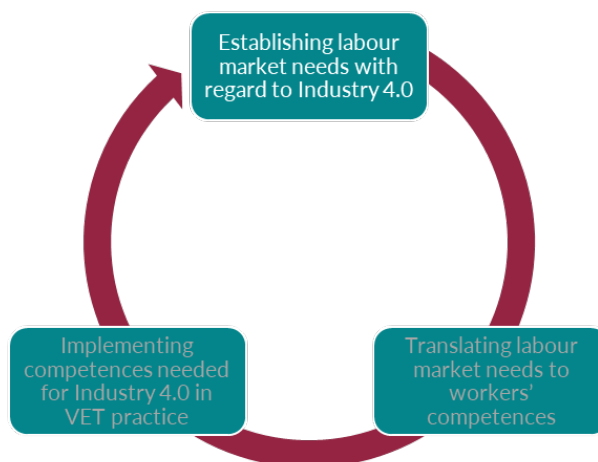 Establishing labour
market needs with
regard to Industry 4.0
Translating labour
market needs to
workers’
competences
Implementing
competences needed
for Industry 4.0 in
VET practice